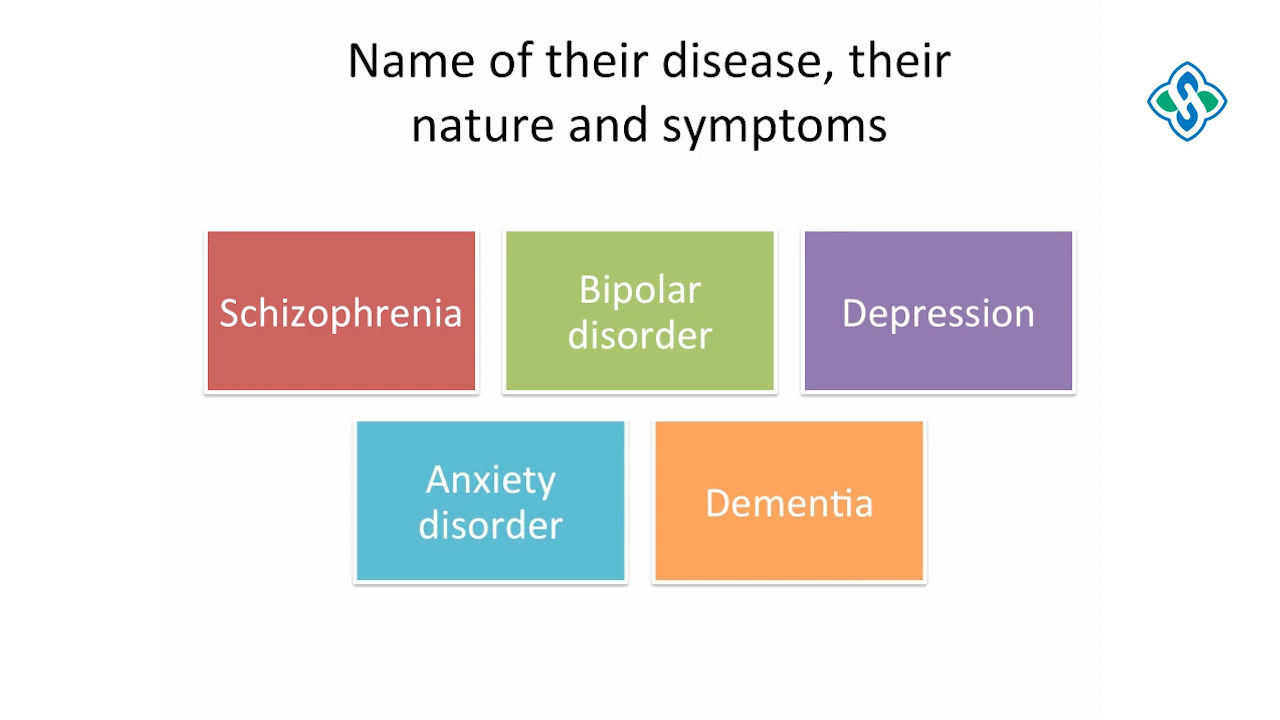 Name of their disease, their
nature and symptoms
Schizophrenia
Bipolar
disorder
Depression
Anxiety
disorder
Dementia